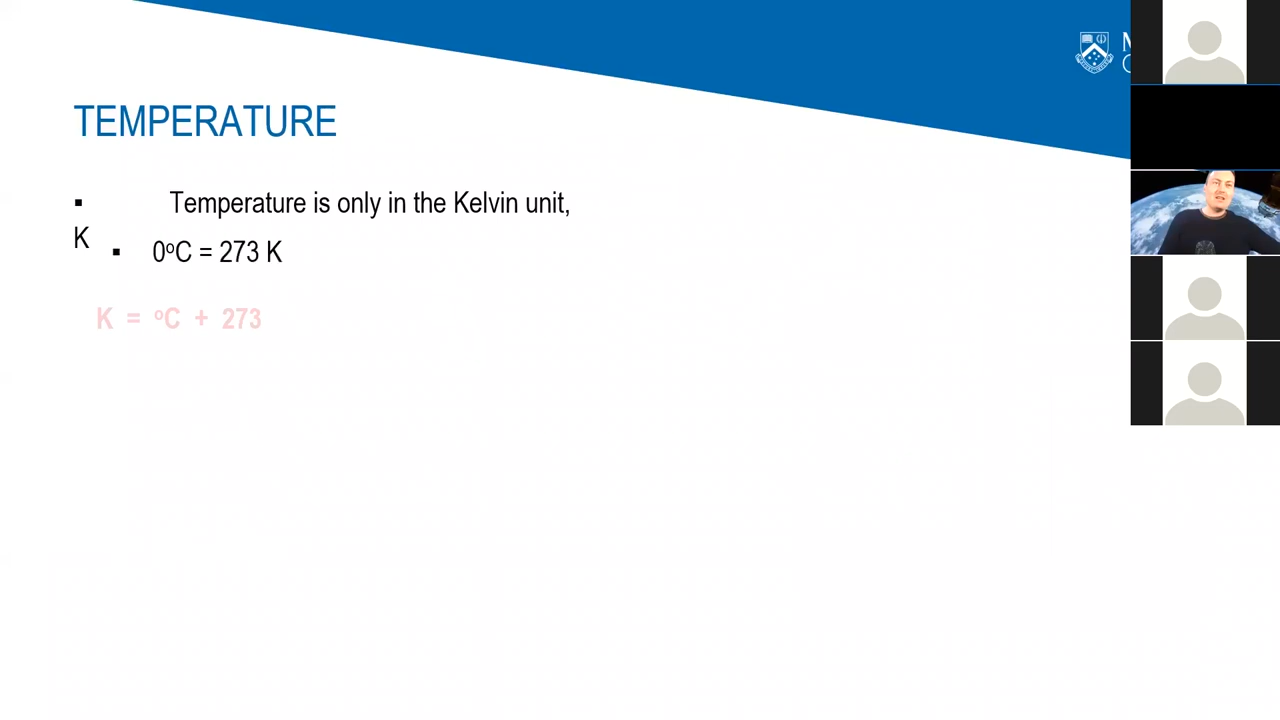 TEMPERATURE
▪ Temperature is only in the Kelvin unit,
K
▪ 0ᵒC = 273 K
K = ᵒC + 273